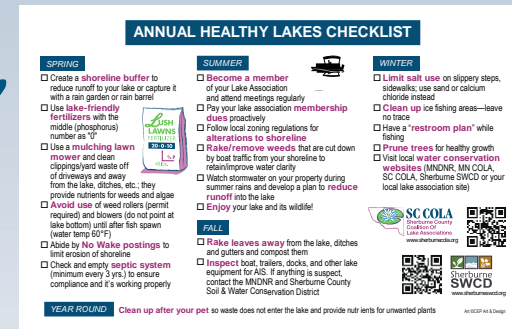 ANNUAL HEALTHY LAKES CHECKLIST
SPRING
Create a shoreline buffer to
reduce runoff to your lake or capture it
with a rain garden or rain barrel
Use lake-friendly
fertilizers with the
middle (phosphorus)
number as "0"
Use a mulching lawn
mower and clean
clippings/yard waste off
of driveways and away
from the lake, ditches, etc.; they
provide nutrients for weeds and algae
Avoid use of weed rollers (permit
required) and blowers (do not point at
lake bottom) until after fish spawn
(water temp 60°F)
Abide by No Wake postings to
limit erosion of shoreline
Check and empty septic system
(minimum every 3 yrs.) to ensure
compliance and it's working properly
LUSH
LAWNS
FERTILIZER
20-0-10
SUMMER
Become a member
of your Lake Association
and attend meetings regularly
Pay your lake association membership
dues proactively
Follow local zoning regulations for
alterations to shoreline
Rake/remove weeds that are cut down
by boat traffic from your shoreline to
retain/improve water clarity
Watch stormwater on your property during
summer rains and develop a plan to reduce
runoff into the lake
Enjoy your lake and its wildlife!
FALL
Rake leaves away from the lake, ditches
and gutters and compost them
Inspect boat, trailers, docks, and other lake
equipment for AIS. If anything is suspect,
contact the MNDNR and Sherburne County
Soil & Water Conservation District
WINTER
Limit salt use on slippery steps,
sidewalks; use sand or calcium
chloride instead
Clean up ice fishing areas—leave
no trace
Have a "restroom plan" while
fishing
Prune trees for healthy growth
Visit local water conservation
websites (MNDNR, MN COLA,
SC COLA, Sherburne SWCD or your
local lake association site)
SC COLA
Sherburne County
Coalition Of
Lake Associations
www.sherburnecola.org
Sherburne
SWCD
www.sherburneswcd.org
YEAR ROUND
Clean up after your pet so waste does not enter the lake and provide nutrients for unwanted plants
Art ©CEP Art & Design